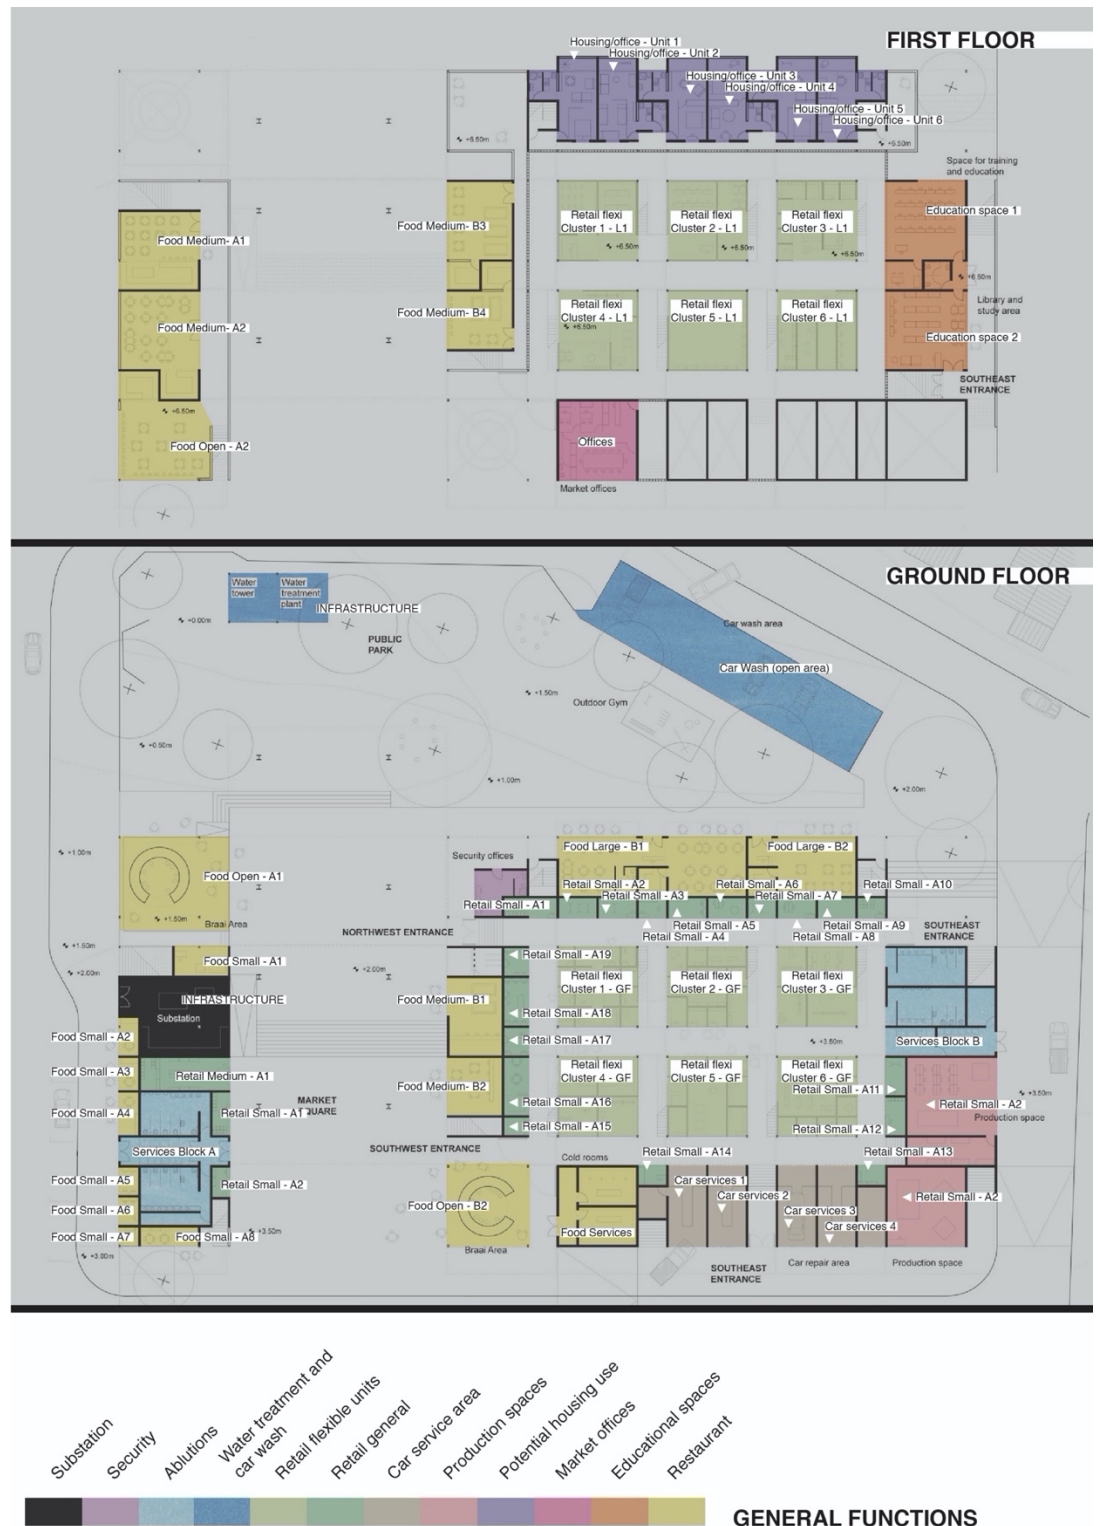 FIRST FLOOR
Housing/office - Unit 1
Housing/office - Unit 2
Housing/office - Unit 3
Housing/office - Unit 4
Housing/office - Unit 5
Housing/office - Unit 6
+6.50m
+6.50m
Space for training
and education
Food Medium- A1
Food Medium- B3
Retail flexi
Cluster 1 - L1
+6.50m
Retail flexi
Cluster 2 - L1
+6.50m
Retail flexi
Cluster 3 - L1
+6.50m
Education space 1
+6.50m
Food Medium- A2
Food Medium- B4
Retail flexi
Cluster 4 - L1
+6.50m
Retail flexi
Cluster 5 - L1
Retail flexi
Cluster 6 - L1
Library and
study area
Education space 2
SOUTHEAST
ENTRANCE
+6.50m
Food Open - A2
Offices
Market offices
GROUND FLOOR
Water
tower
Water
treatment
plant
INFRASTRUCTURE
+0.00m
PUBLIC
PARK
Car wash area
Car Wash (open area)
+1.50m
Outdoor Gym
+0.50m
+1.00m
+2.00m
+1.00m
Food Open - A1
+1.50m
Braai Area
Security offices
Food Large - B1
Food Large - B2
Retail Small - A1
Retail Small - A2
Retail Small - A3
Retail Small - A4
Retail Small - A5
Retail Small - A6
Retail Small - A7
Retail Small - A8
Retail Small - A9
Retail Small - A10
NORTHWEST ENTRANCE
SOUTHEAST
ENTRANCE
+1.50m
+2.00m
Food Small - A1
+2.00m
INFRASTRUCTURE
Substation
Food Medium- B1
Retail Small - A19
Retail Small - A18
Retail Small - A17
Retail flexi
Cluster 1 - GF
Retail flexi
Cluster 2 - GF
Retail flexi
Cluster 3 - GF
+3.50m
Services Block B
Food Small - A2
Food Small - A3
Retail Medium - A1
Food Medium- B2
Retail Small - A16
Retail Small - A15
Retail flexi
Cluster 4 - GF
Retail flexi
Cluster 5 - GF
Retail flexi
Cluster 6 - GF
Retail Small - A11
Retail Small - A12
Retail Small - A2
Production space
+3.50m
Food Small - A4
Retail Small - A1
MARKET
SQUARE
Services Block A
SOUTHWEST ENTRANCE
Cold rooms
Retail Small - A14
Retail Small - A13
Food Small - A5
Retail Small - A2
Car services 1
Car services 2
Car services 3
Car services 4
Retail Small - A2
Food Small - A6
Food Open - B2
Food Services
Food Small - A7
Food Small - A8
+3.50m
+3.00m
Braai Area
SOUTHEAST
ENTRANCE
Car repair area
Production space
Substation
Security
Ablutions
Water treatment and
car wash
Retail flexible units
Retail general
Car service area
Production spaces
Potential housing use
Market offices
Educational spaces
Restaurant
GENERAL FUNCTIONS